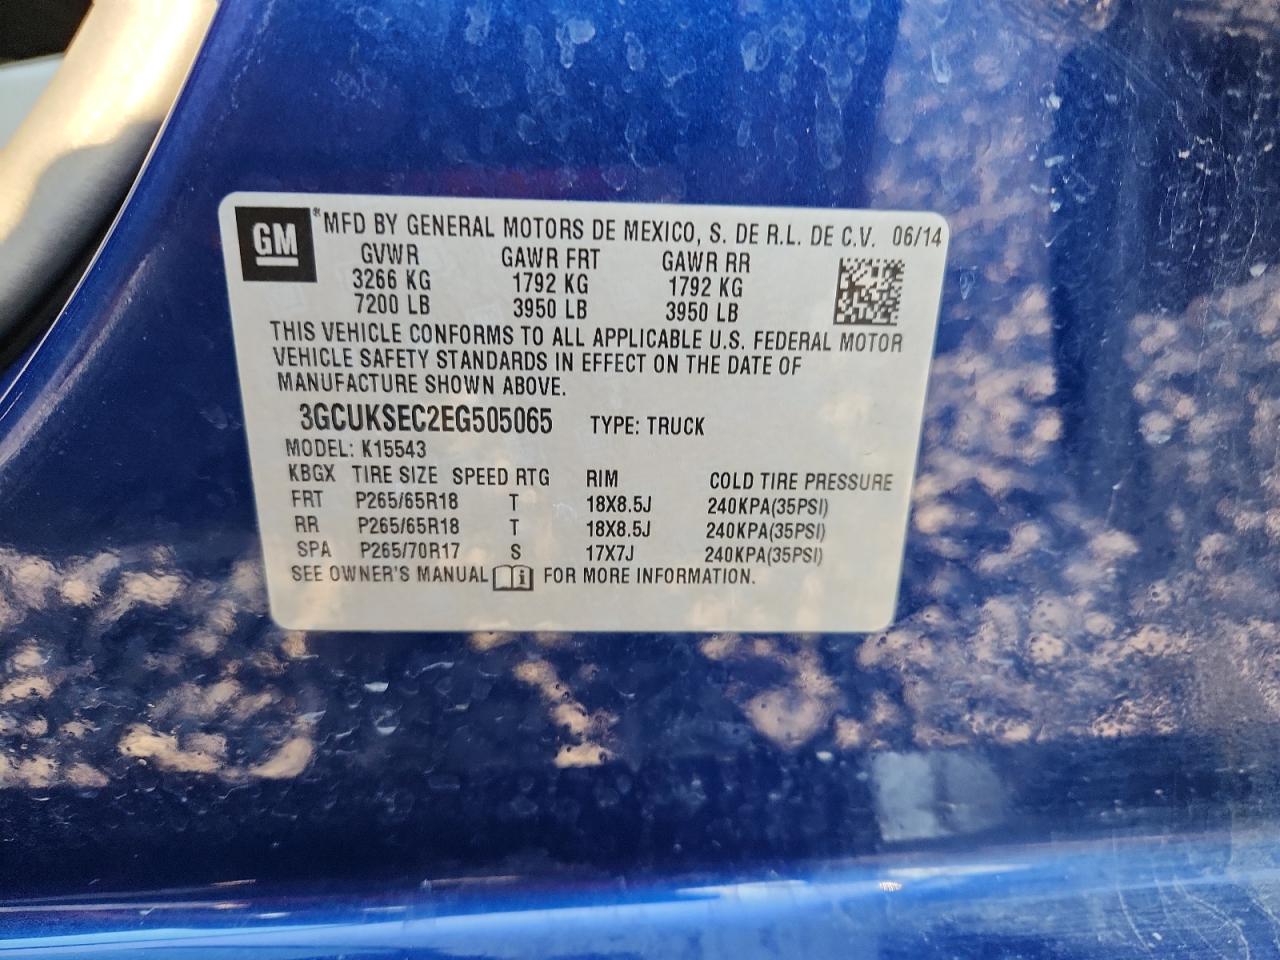 GM ® MFD BY GENERAL MOTORS DE MEXICO, S. DE R.L. DE C.V. 06/14
GVWR GAWR FRT GAWR RR
3266 KG 1792 KG 1792 KG
7200 LB 3950 LB 3950 LB
THIS VEHICLE CONFORMS TO ALL APPLICABLE U.S. FEDERAL MOTOR
VEHICLE SAFETY STANDARDS IN EFFECT ON THE DATE OF
MANUFACTURE SHOWN ABOVE.
3GCUKSEC2EG505065 TYPE: TRUCK
MODEL: K15543
KBGX TIRE SIZE SPEED RTG RIM COLD TIRE PRESSURE
FRT P265/65R18 T 18X8.5J 240KPA(35PSI)
RR P265/65R18 T 18X8.5J 240KPA(35PSI)
SPA P265/70R17 S 17X7J 240KPA(35PSI)
SEE OWNER'S MANUAL i FOR MORE INFORMATION.